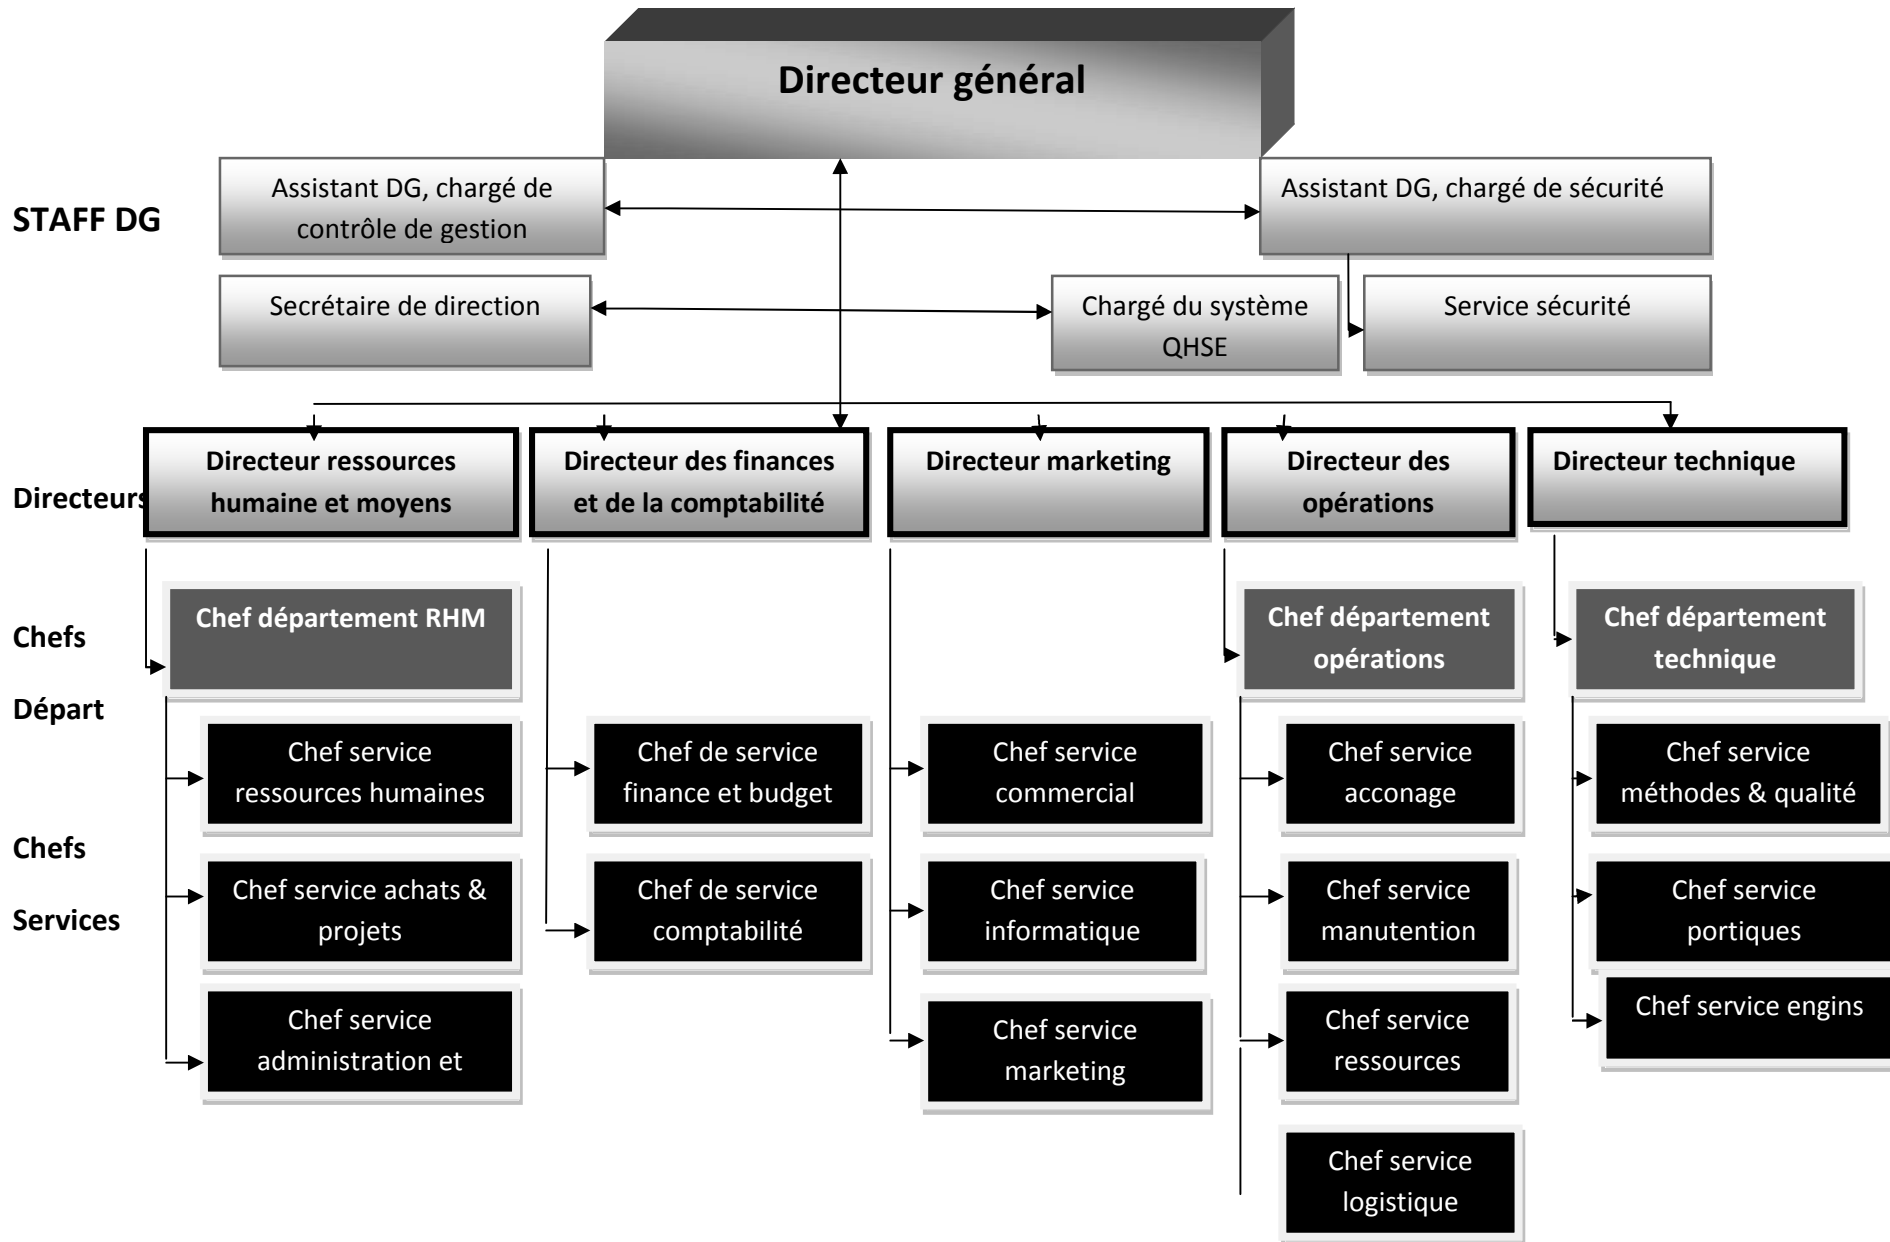 Directeur général
STAFF DG
Assistant DG, chargé de
contrôle de gestion
Assistant DG, chargé de sécurité
Secrétaire de direction
Chargé du système
QHSE
Service sécurité
Directeurs
Directeur ressources
humaine et moyens
Directeur des finances
et de la comptabilité
Directeur marketing
Directeur des
opérations
Directeur technique
Chefs
Départ
Chef département RHM
Chef département
opérations
Chef département
technique
Chefs
Services
Chef service
ressources humaines
Chef service achats &
projets
Chef service
administration et
Chef de service
finance et budget
Chef de service
comptabilité
Chef service
commercial
Chef service
informatique
Chef service
marketing
Chef service
acconage
Chef service
manutention
Chef service
ressources
Chef service
logistique
Chef service
méthodes & qualité
Chef service
portiques
Chef service engins